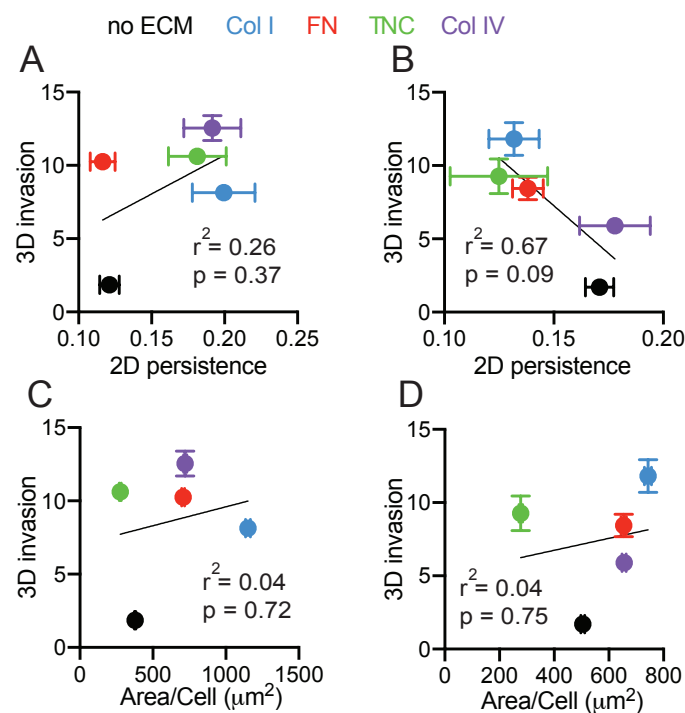 no ECM Col I FN TNC Col IV
A
3D invasion
15
10
5
0
r² = 0.26
p = 0.37
0.10 0.15 0.20 0.25
2D persistence
B
3D invasion
15
10
5
0
r² = 0.67
p = 0.09
0.10 0.15 0.20
2D persistence
C
3D invasion
15
10
5
0
r² = 0.04
p = 0.72
0 500 1000 1500
Area/Cell (μm²)
D
3D invasion
15
10
5
0
r² = 0.04
p = 0.75
0 200 400 600 800
Area/Cell (μm²)